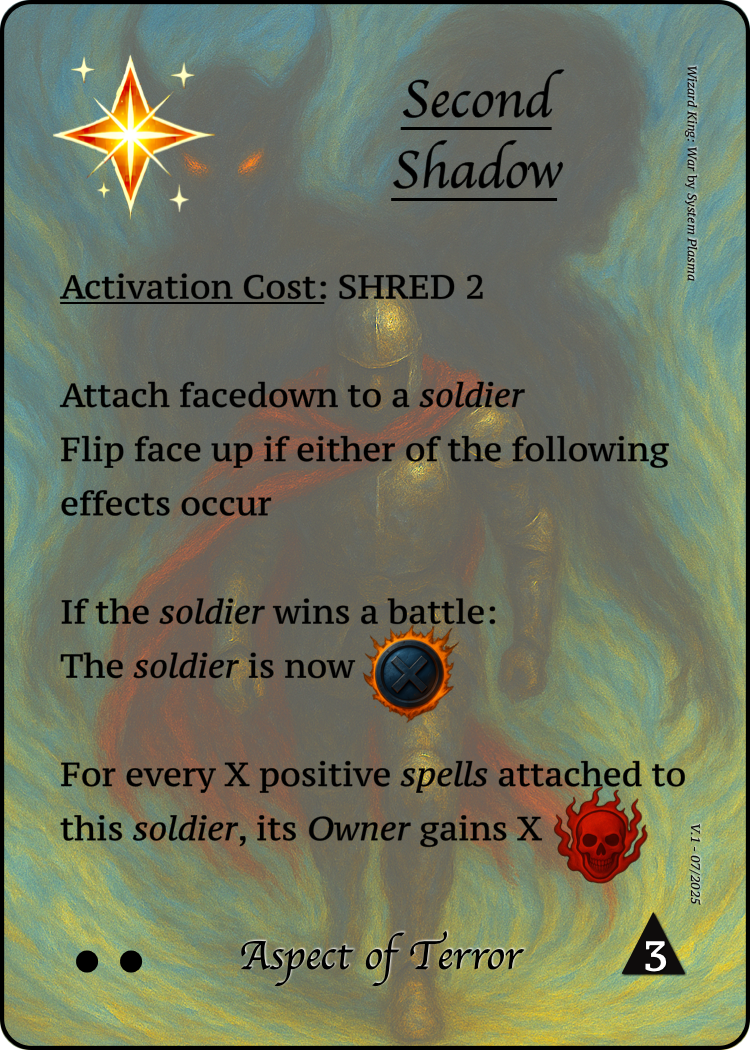 Second
Shadow
Wizard King: War by System Plasma
Activation Cost: SHRED 2
Attach facedown to a soldier
Flip face up if either of the following
effects occur
If the soldier wins a battle:
The soldier is now
For every X positive spells attached to
this soldier, its Owner gains X
V.1 - 07/2025
Aspect of Terror
3